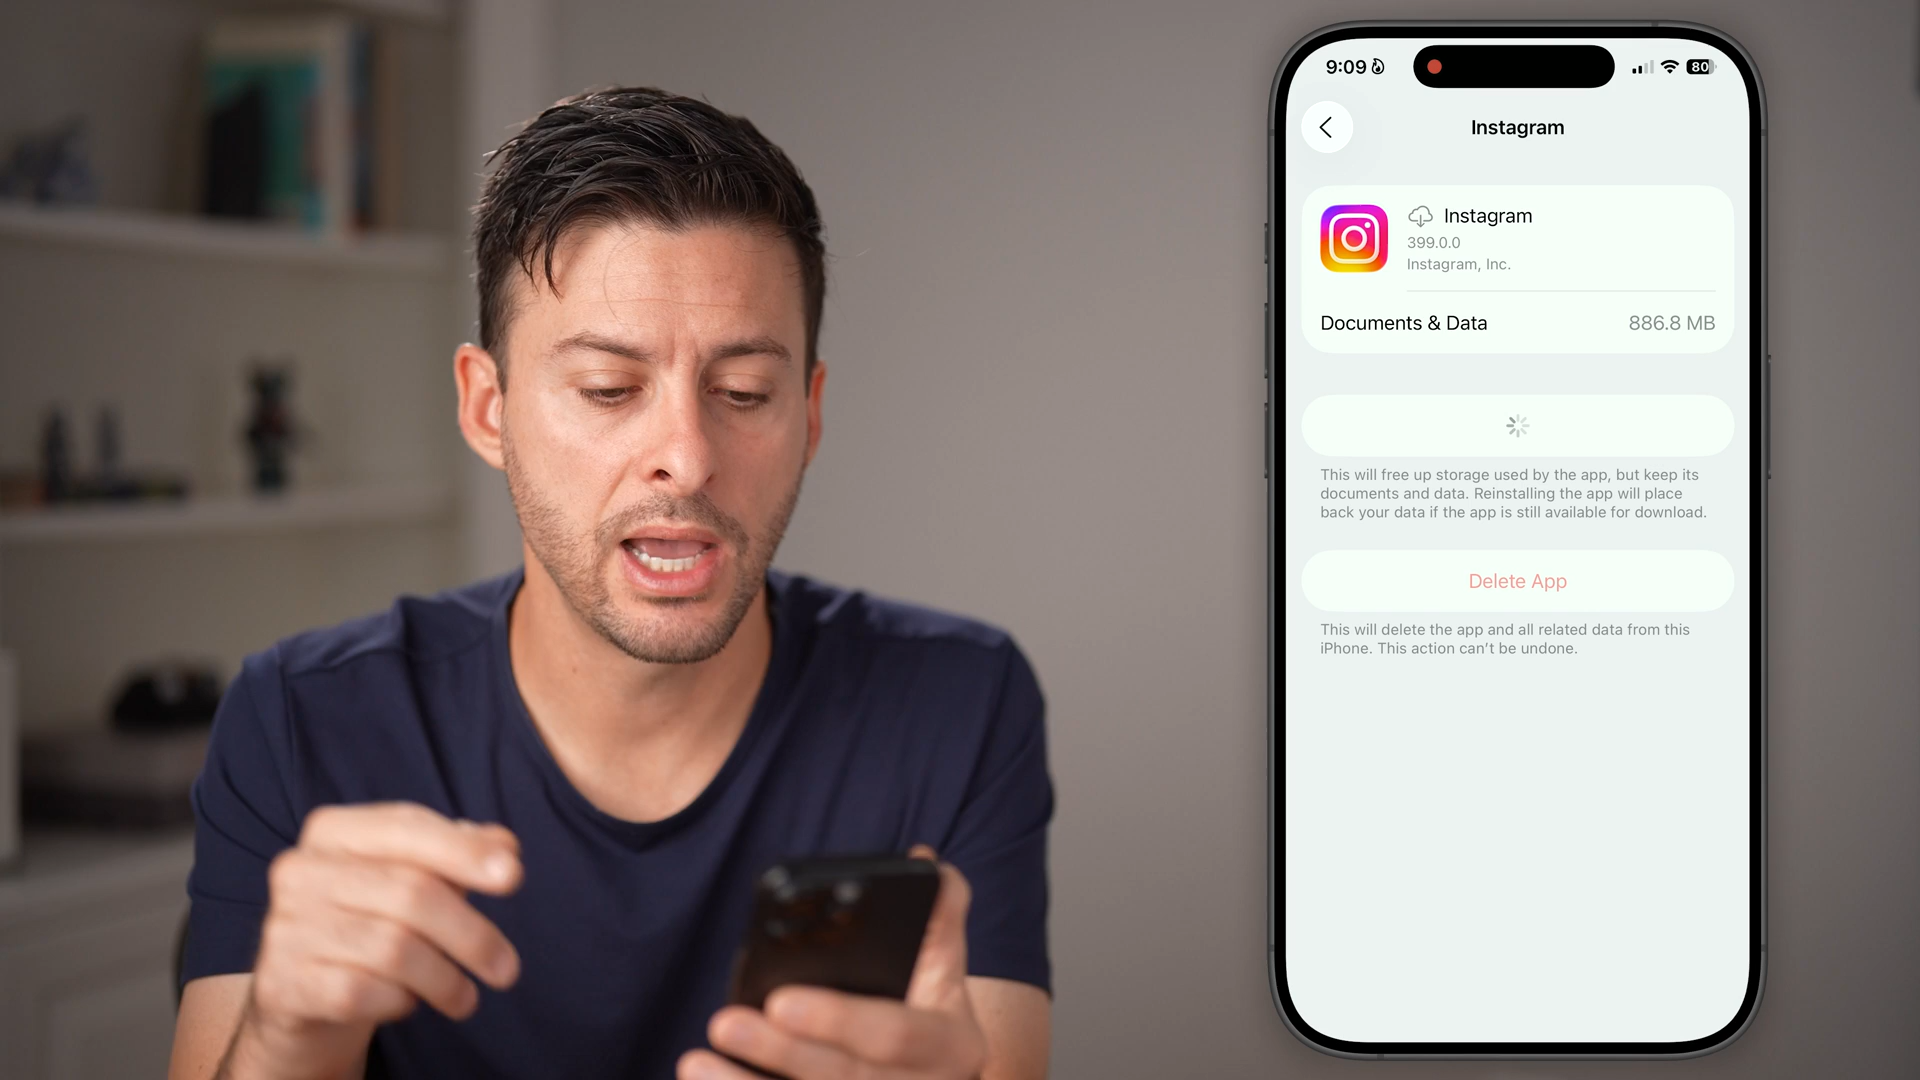 9:09
80
Instagram
Instagram
399.0.0
Instagram, Inc.
Documents & Data 886.8 MB
This will free up storage used by the app, but keep its
documents and data. Reinstalling the app will place
back your data if the app is still available for download.
Delete App
This will delete the app and all related data from this
iPhone. This action can't be undone.